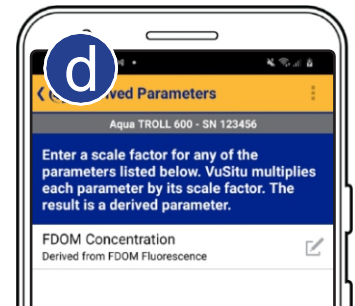 d
ved Parameters
Aqua TROLL 600 - SN 123456
Enter a scale factor for any of the
parameters listed below. VuSitu multiplies
each parameter by its scale factor. The
result is a derived parameter.
FDOM Concentration
Derived from FDOM Fluorescence